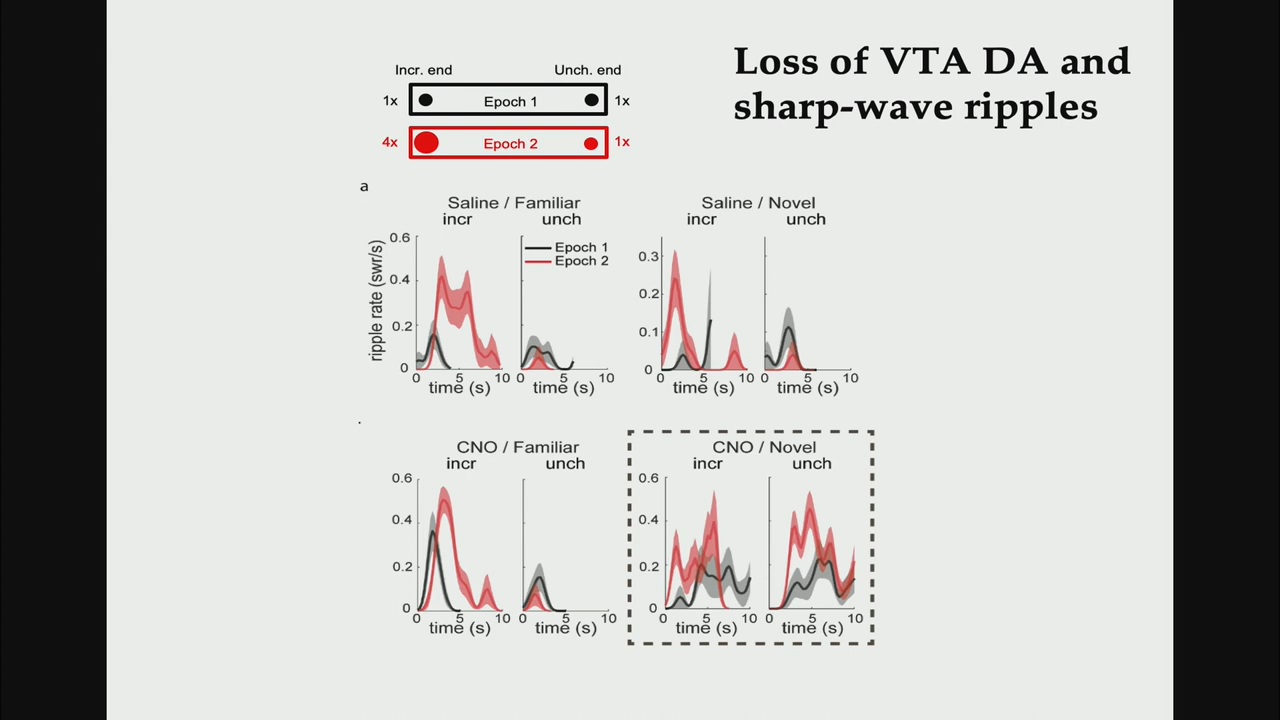 Loss of VTA DA and
sharp-wave ripples
Incr. end Unch. end
1x Epoch 1 1x
4x Epoch 2 1x
a
Saline / Familiar
incr unch
ripple rate (swr/s)
0.6
0.4
0.2
0
Epoch 1
Epoch 2
0 5 10 0 5 10
time (s) time (s)
Saline / Novel
incr unch
0.3
0.2
0.1
0
0 5 10 0 5 10
time (s) time (s)
CNO / Familiar
incr unch
0.6
0.4
0.2
0
0 5 10 0 5 10
time (s) time (s)
CNO / Novel
incr unch
0.6
0.4
0.2
0
0 5 10 0 5 10
time (s) time (s)